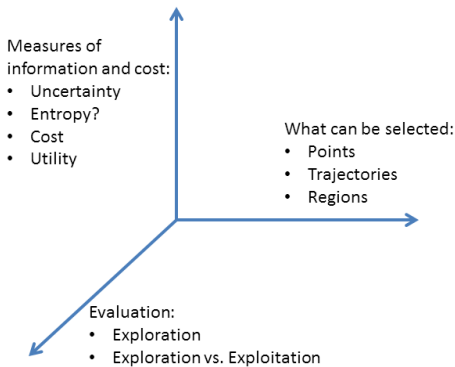 Measures of
information and cost:
• Uncertainty
• Entropy?
• Cost
• Utility
What can be selected:
• Points
• Trajectories
• Regions
Evaluation:
• Exploration
• Exploration vs. Exploitation